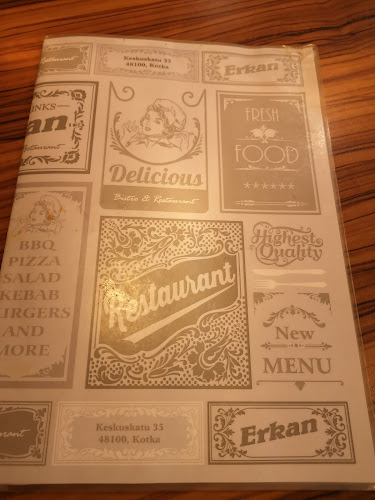 Restaurant
Keskuskatu 35
48100, Kotka
Erkan
INKS
an
Delicious
Bistro & Restaurant
FRESH
FOOD
BBQ
PIZZA
SALAD
KEBAB
URGERS
AND
MORE
Restaurant
Highest
Quality
New
MENU
Keskuskatu 35
48100, Kotka
Erkan